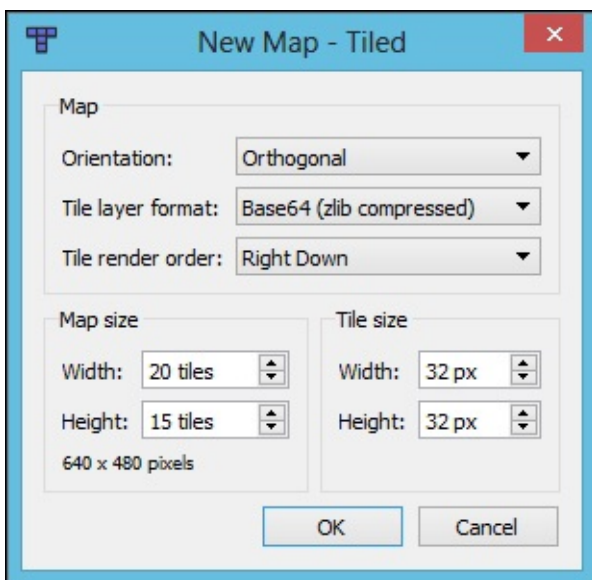 New Map - Tiled
Map
Orientation: Orthogonal
Tile layer format: Base64 (zlib compressed)
Tile render order: Right Down
Map size
Width: 20 tiles
Height: 15 tiles
640 x 480 pixels
Tile size
Width: 32 px
Height: 32 px
OK Cancel